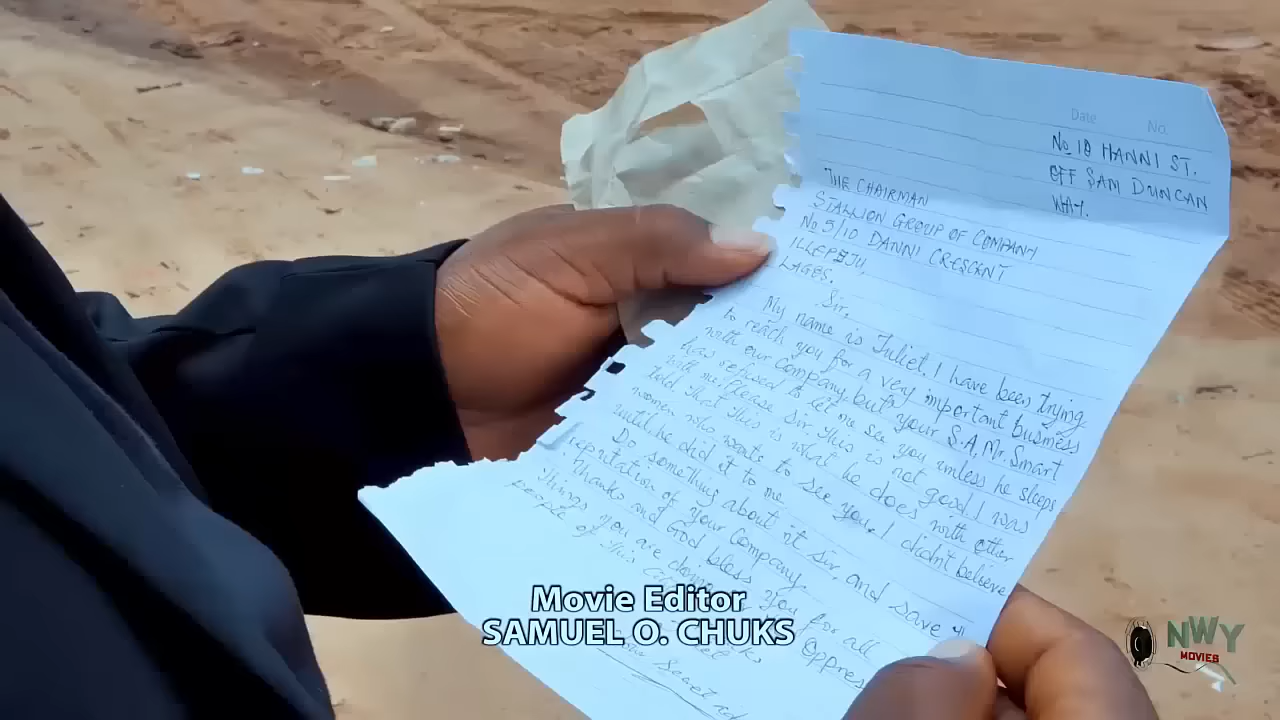 Date No.
No 18 HANNI ST.
OFF SAM DUNCAN
WAY.
THE CHAIRMAN
STALLION GROUP OF COMPANY
No 5/10 DANNI CRESCENT
ILLEPEJU
LAGOS.
Sir,
My name is Juliet. I have been trying
to reach you for a very important business
with our Company but your S.A, Mr. Smart
has refused to let me see you unless he sleeps
with me. Please Sir, this is not good. I was
told that this is what he does with other
women who wants to see you. I didn't believe
until he did it to me
Do something about it sir, and save
reportation of your Company.
Thanks and God bless you for all
things you are
people of this
Movie Editor
SAMUEL O. CHUKS
NWY
MOVIES